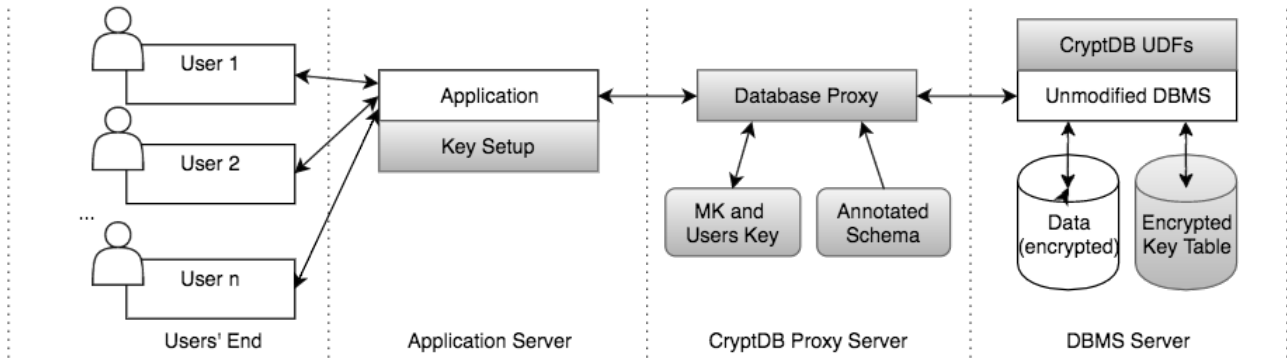 User 1
User 2
...
User n
Users' End
Application
Key Setup
Application Server
Database Proxy
MK and
Users Key
Annotated
Schema
CryptDB Proxy Server
CryptDB UDFs
Unmodified DBMS
Data
(encrypted)
Encrypted
Key Table
DBMS Server